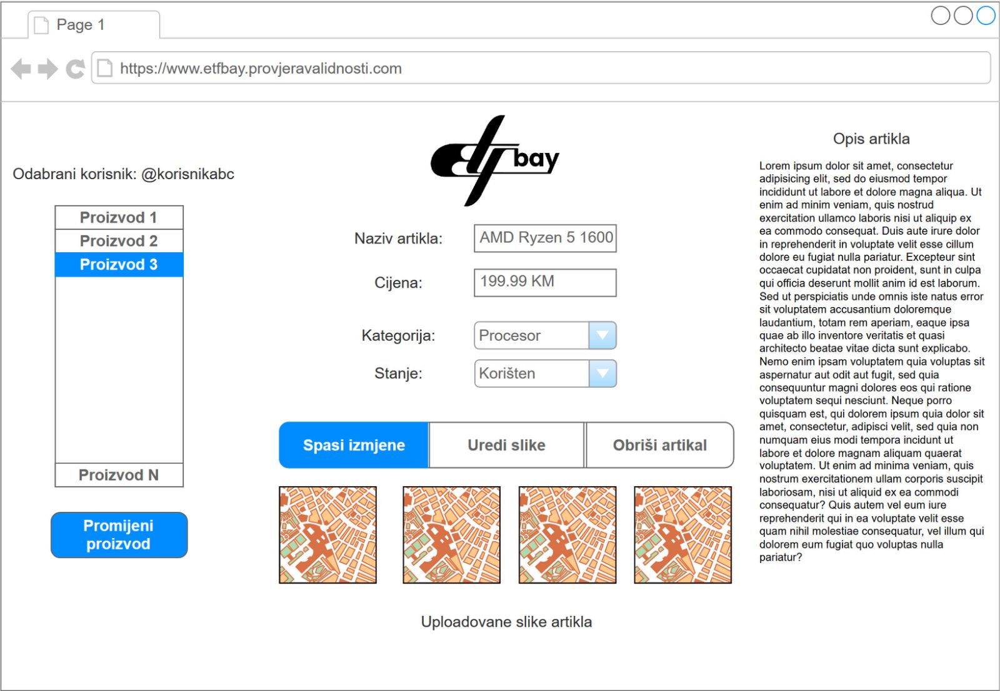 Page 1
https://www.etfbay.provjeravalidnosti.com
Odabrani korisnik: @korisnikabc
Proizvod 1
Proizvod 2
Proizvod 3
Proizvod N
Promijeni
proizvod
etf bay
Naziv artikla: AMD Ryzen 5 1600
Cijena: 199.99 KM
Kategorija: Procesor
Stanje: Korišten
Spasi izmjene Uredi slike Obriši artikal
Uploadovane slike artikla
Opis artikla
Lorem ipsum dolor sit amet, consectetur
adipisicing elit, sed do eiusmod tempor
incididunt ut labore et dolore magna aliqua. Ut
enim ad minim veniam, quis nostrud
exercitation ullamco laboris nisi ut aliquip ex
ea commodo consequat. Duis aute irure dolor
in reprehenderit in voluptate velit esse cillum
dolore eu fugiat nulla pariatur. Excepteur sint
occaecat cupidatat non proident, sunt in culpa
qui officia deserunt mollit anim id est laborum.
Sed ut perspiciatis unde omnis iste natus error
sit voluptatem accusantium doloremque
laudantium, totam rem aperiam, eaque ipsa
quae ab illo inventore veritatis et quasi
architecto beatae vitae dicta sunt explicabo.
Nemo enim ipsam voluptatem quia voluptas sit
aspernatur aut odit aut fugit, sed quia
consequuntur magni dolores eos qui ratione
voluptatem sequi nesciunt. Neque porro
quisquam est, qui dolorem ipsum quia dolor sit
amet, consectetur, adipisci velit, sed quia non
numquam eius modi tempora incidunt ut
labore et dolore magnam aliquam quaerat
voluptatem. Ut enim ad minima veniam, quis
nostrum exercitationem ullam corporis suscipit
laboriosam, nisi ut aliquid ex ea commodi
consequatur? Quis autem vel eum iure
reprehenderit qui in ea voluptate velit esse
quam nihil molestiae consequatur, vel illum qui
dolorem eum fugiat quo voluptas nulla
pariatur?